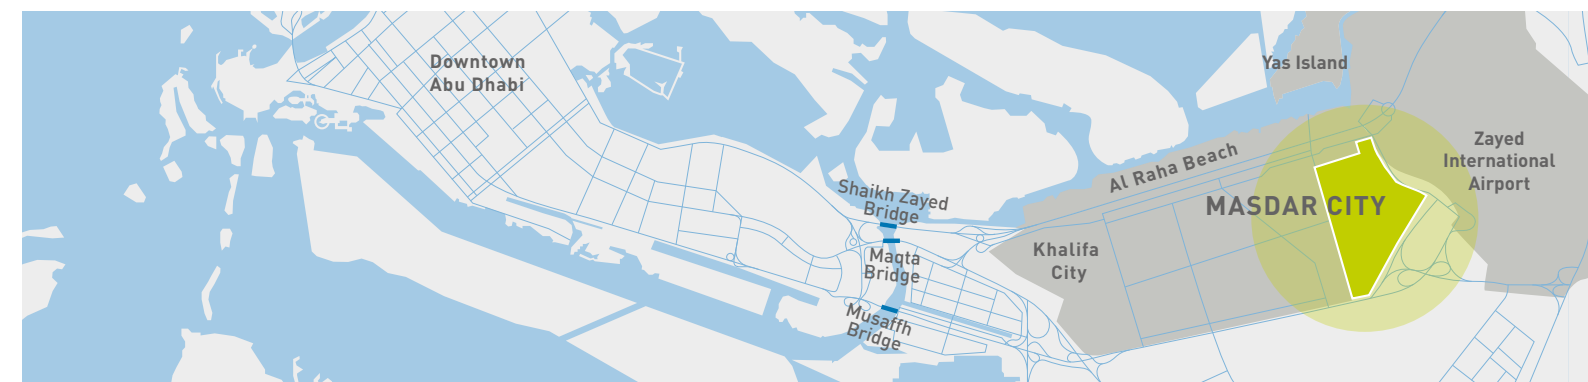 Downtown
Abu Dhabi
Yas Island
Zayed
International
Airport
Al Raha Beach
MASDAR CITY
Shaikh Zayed
Bridge
Maqta
Bridge
Khalifa
City
Musaffh
Bridge